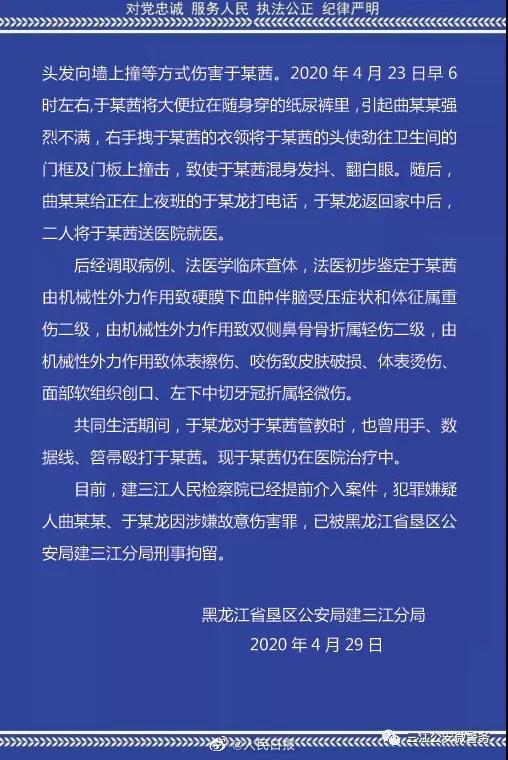 对党忠诚 服务人民 执法公正 纪律严明
头发向墙上撞等方式伤害于某茜。2020 年 4 月 23 日早 6
时左右,于某茜将大便拉在随身穿的纸尿裤里，引起曲某某强
烈不满，右手拽于某茜的衣领将于某茜的头使劲往卫生间的
门框及门板上撞击，致使于某茜混身发抖、翻白眼。随后，
曲某某给正在上夜班的于某龙打电话，于某龙返回家中后，
二人将于某茜送医院就医。
后经调取病例、法医学临床查体，法医初步鉴定于某茜
由机械性外力作用致硬膜下血肿伴脑受压症状和体征属重
伤二级，由机械性外力作用致双侧鼻骨骨折属轻伤二级，由
机械性外力作用致体表擦伤、咬伤致皮肤破损、体表烫伤、
面部软组织创口、左下中切牙冠折属轻微伤。
共同生活期间，于某龙对于某茜管教时，也曾用手、数
据线、笤帚殴打于某茜。现于某茜仍在医院治疗中。
目前，建三江人民检察院已经提前介入案件，犯罪嫌疑
人曲某某、于某龙因涉嫌故意伤害罪，已被黑龙江省垦区公
安局建三江分局刑事拘留。
黑龙江省垦区公安局建三江分局
2020 年 4 月 29 日
三江公安微警务
@人民日报